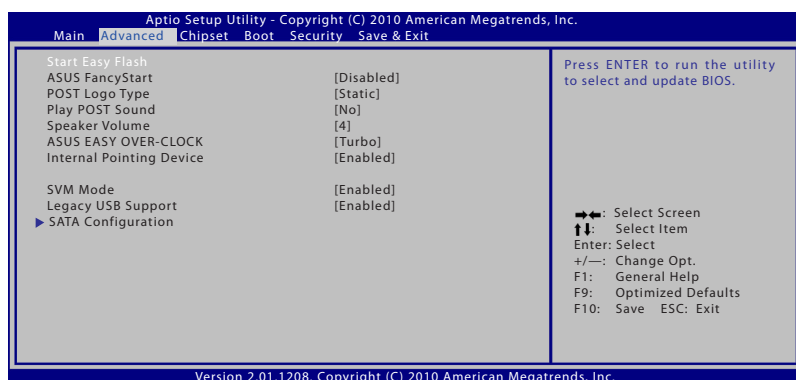 Aptio Setup Utility - Copyright (C) 2010 American Megatrends, Inc.
Main Advanced Chipset Boot Security Save & Exit
Start Easy Flash
ASUS FancyStart [Disabled]
POST Logo Type [Static]
Play POST Sound [No]
Speaker Volume [4]
ASUS EASY OVER-CLOCK [Turbo]
Internal Pointing Device [Enabled]
SVM Mode [Enabled]
Legacy USB Support [Enabled]
SATA Configuration
Press ENTER to run the utility
to select and update BIOS.
→←: Select Screen
↑↓: Select Item
Enter: Select
+/—: Change Opt.
F1: General Help
F9: Optimized Defaults
F10: Save ESC: Exit
Version 2.01.1208. Copyright (C) 2010 American Megatrends, Inc.